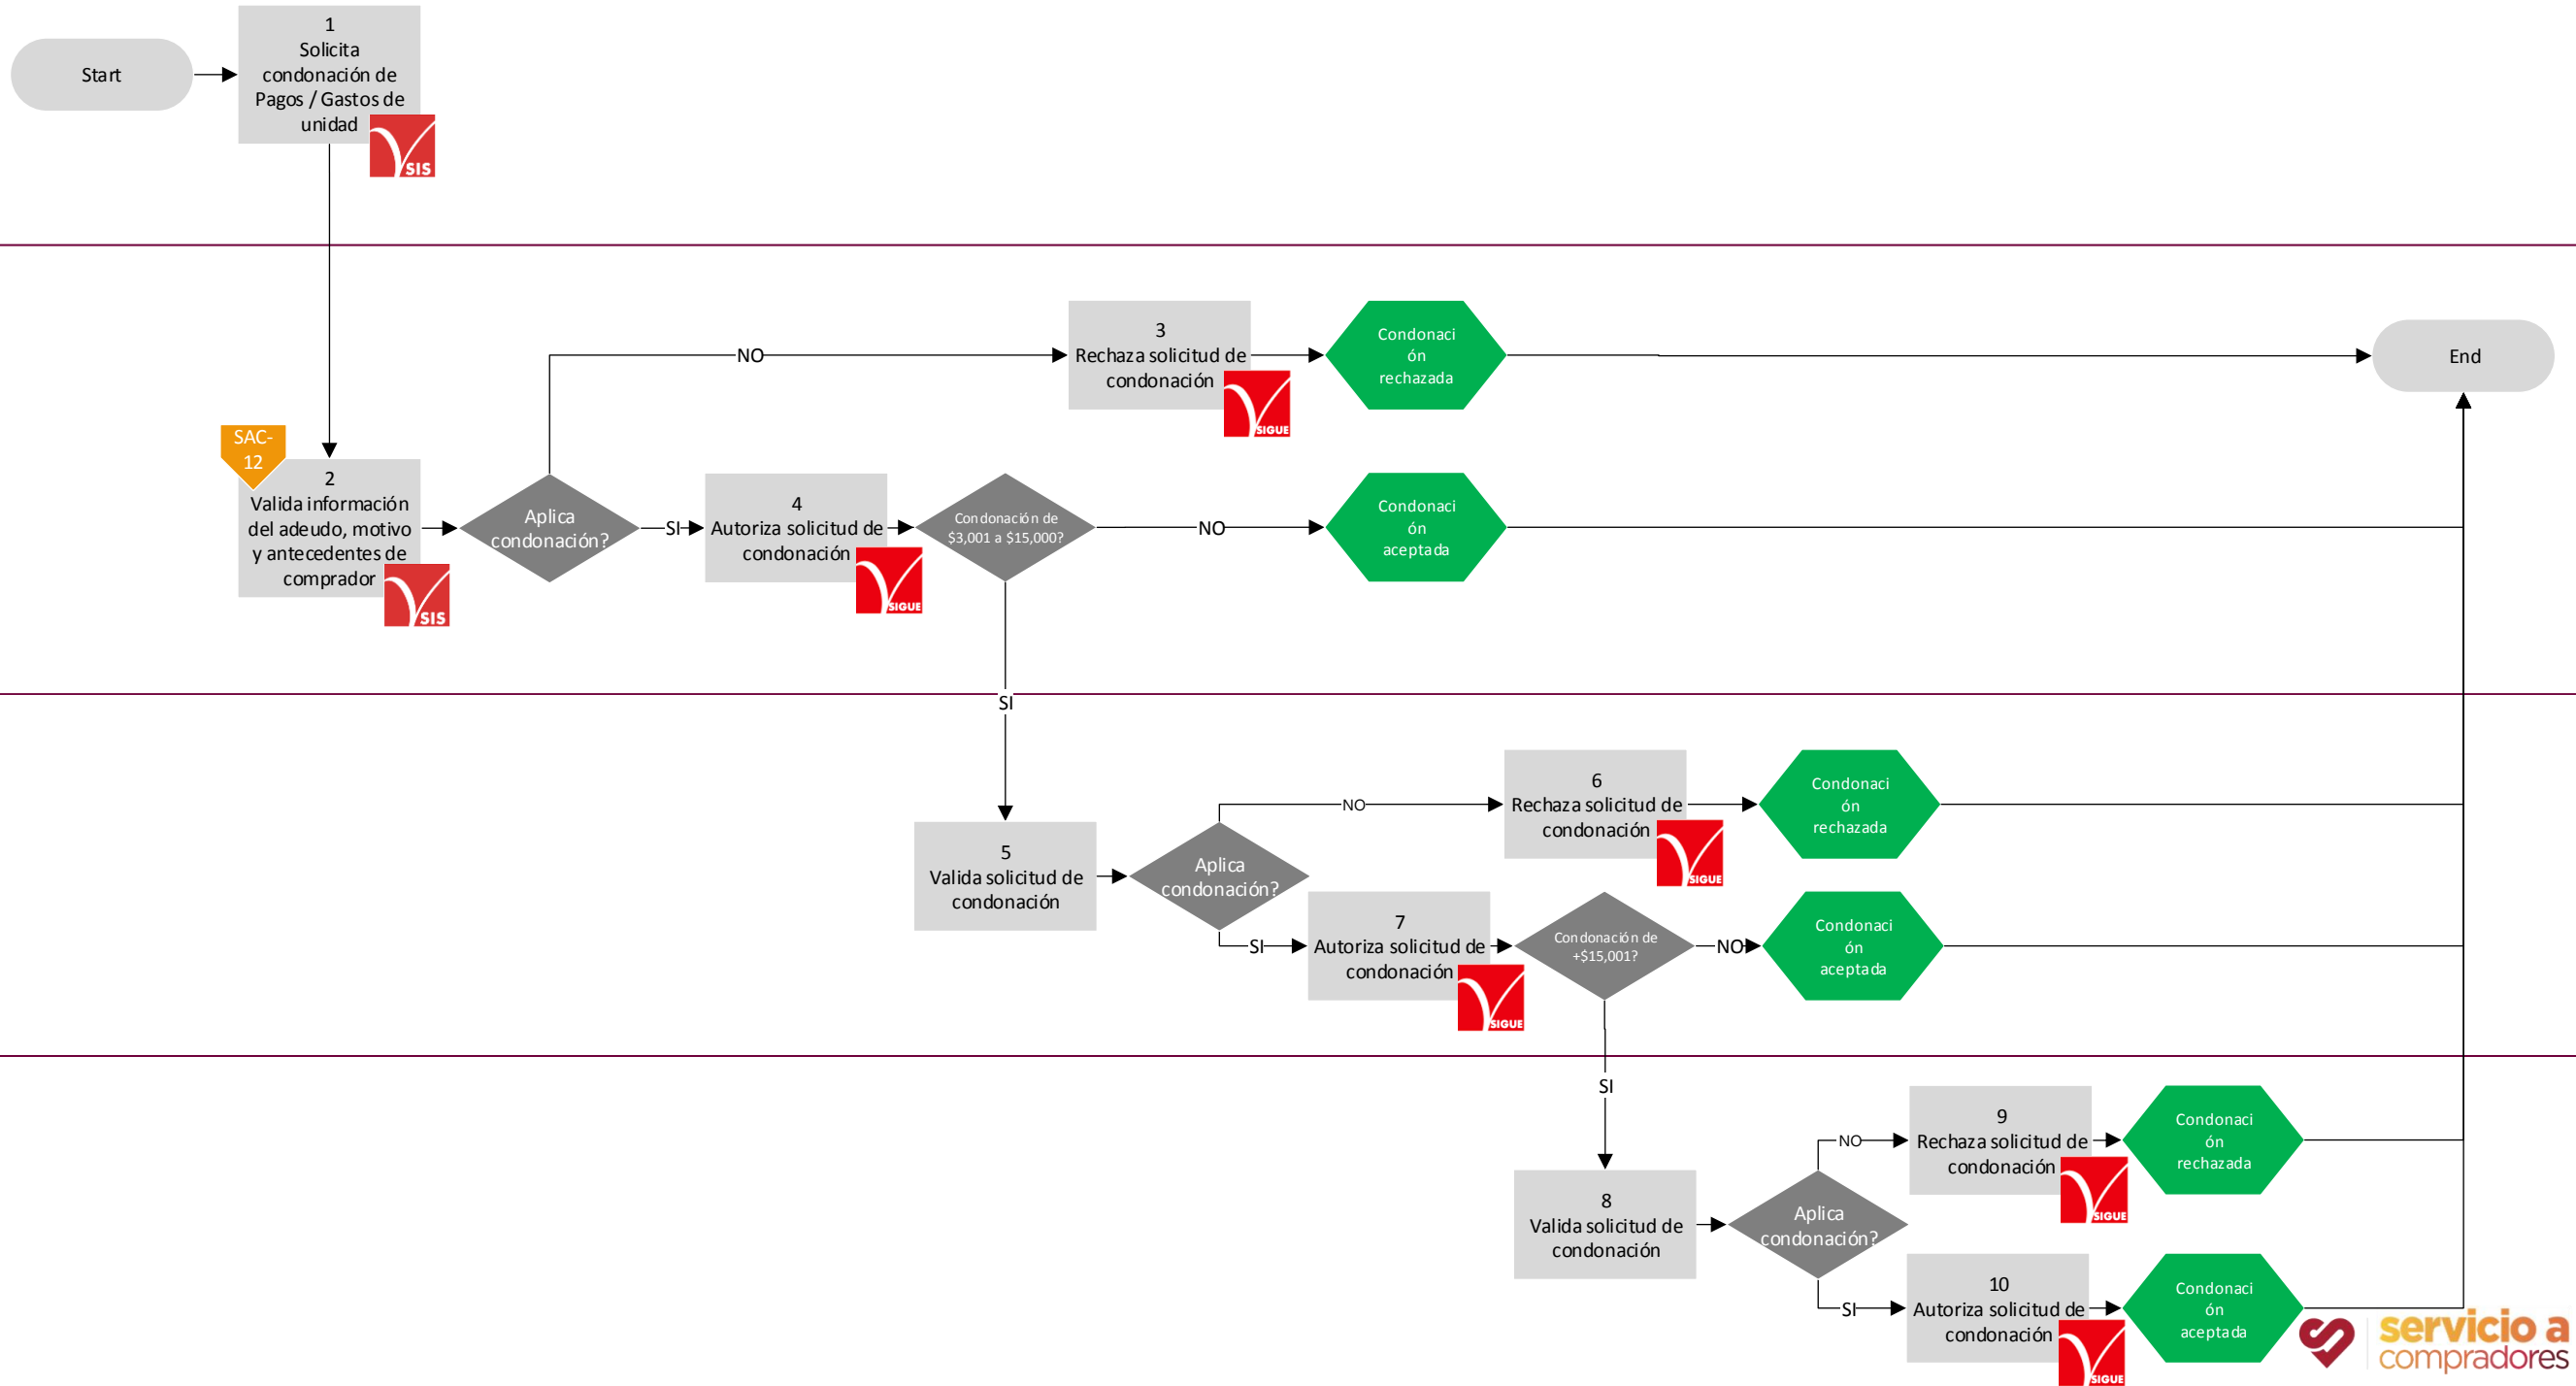 Start
1
Solicita
condonación de
Pagos / Gastos de
unidad
SIS
3
Rechaza solicitud de
condonación
SIGUE
Condonaci
ón
rechazada
End
NO
SAC-
12
2
Valida información
del adeudo, motivo
y antecedentes de
comprador
SIS
Aplica
condonación?
SI
4
Autoriza solicitud de
condonación
SIGUE
Condonación de
$3,001 a $15,000?
NO
Condonaci
ón
aceptada
SI
5
Valida solicitud de
condonación
Aplica
condonación?
NO
6
Rechaza solicitud de
condonación
SIGUE
Condonaci
ón
rechazada
SI
7
Autoriza solicitud de
condonación
SIGUE
Condonación de
+$15,001?
NO
Condonaci
ón
aceptada
SI
8
Valida solicitud de
condonación
Aplica
condonación?
NO
9
Rechaza solicitud de
condonación
SIGUE
Condonaci
ón
rechazada
SI
10
Autoriza solicitud de
condonación
SIGUE
Condonaci
ón
aceptada
servicio a
compradores